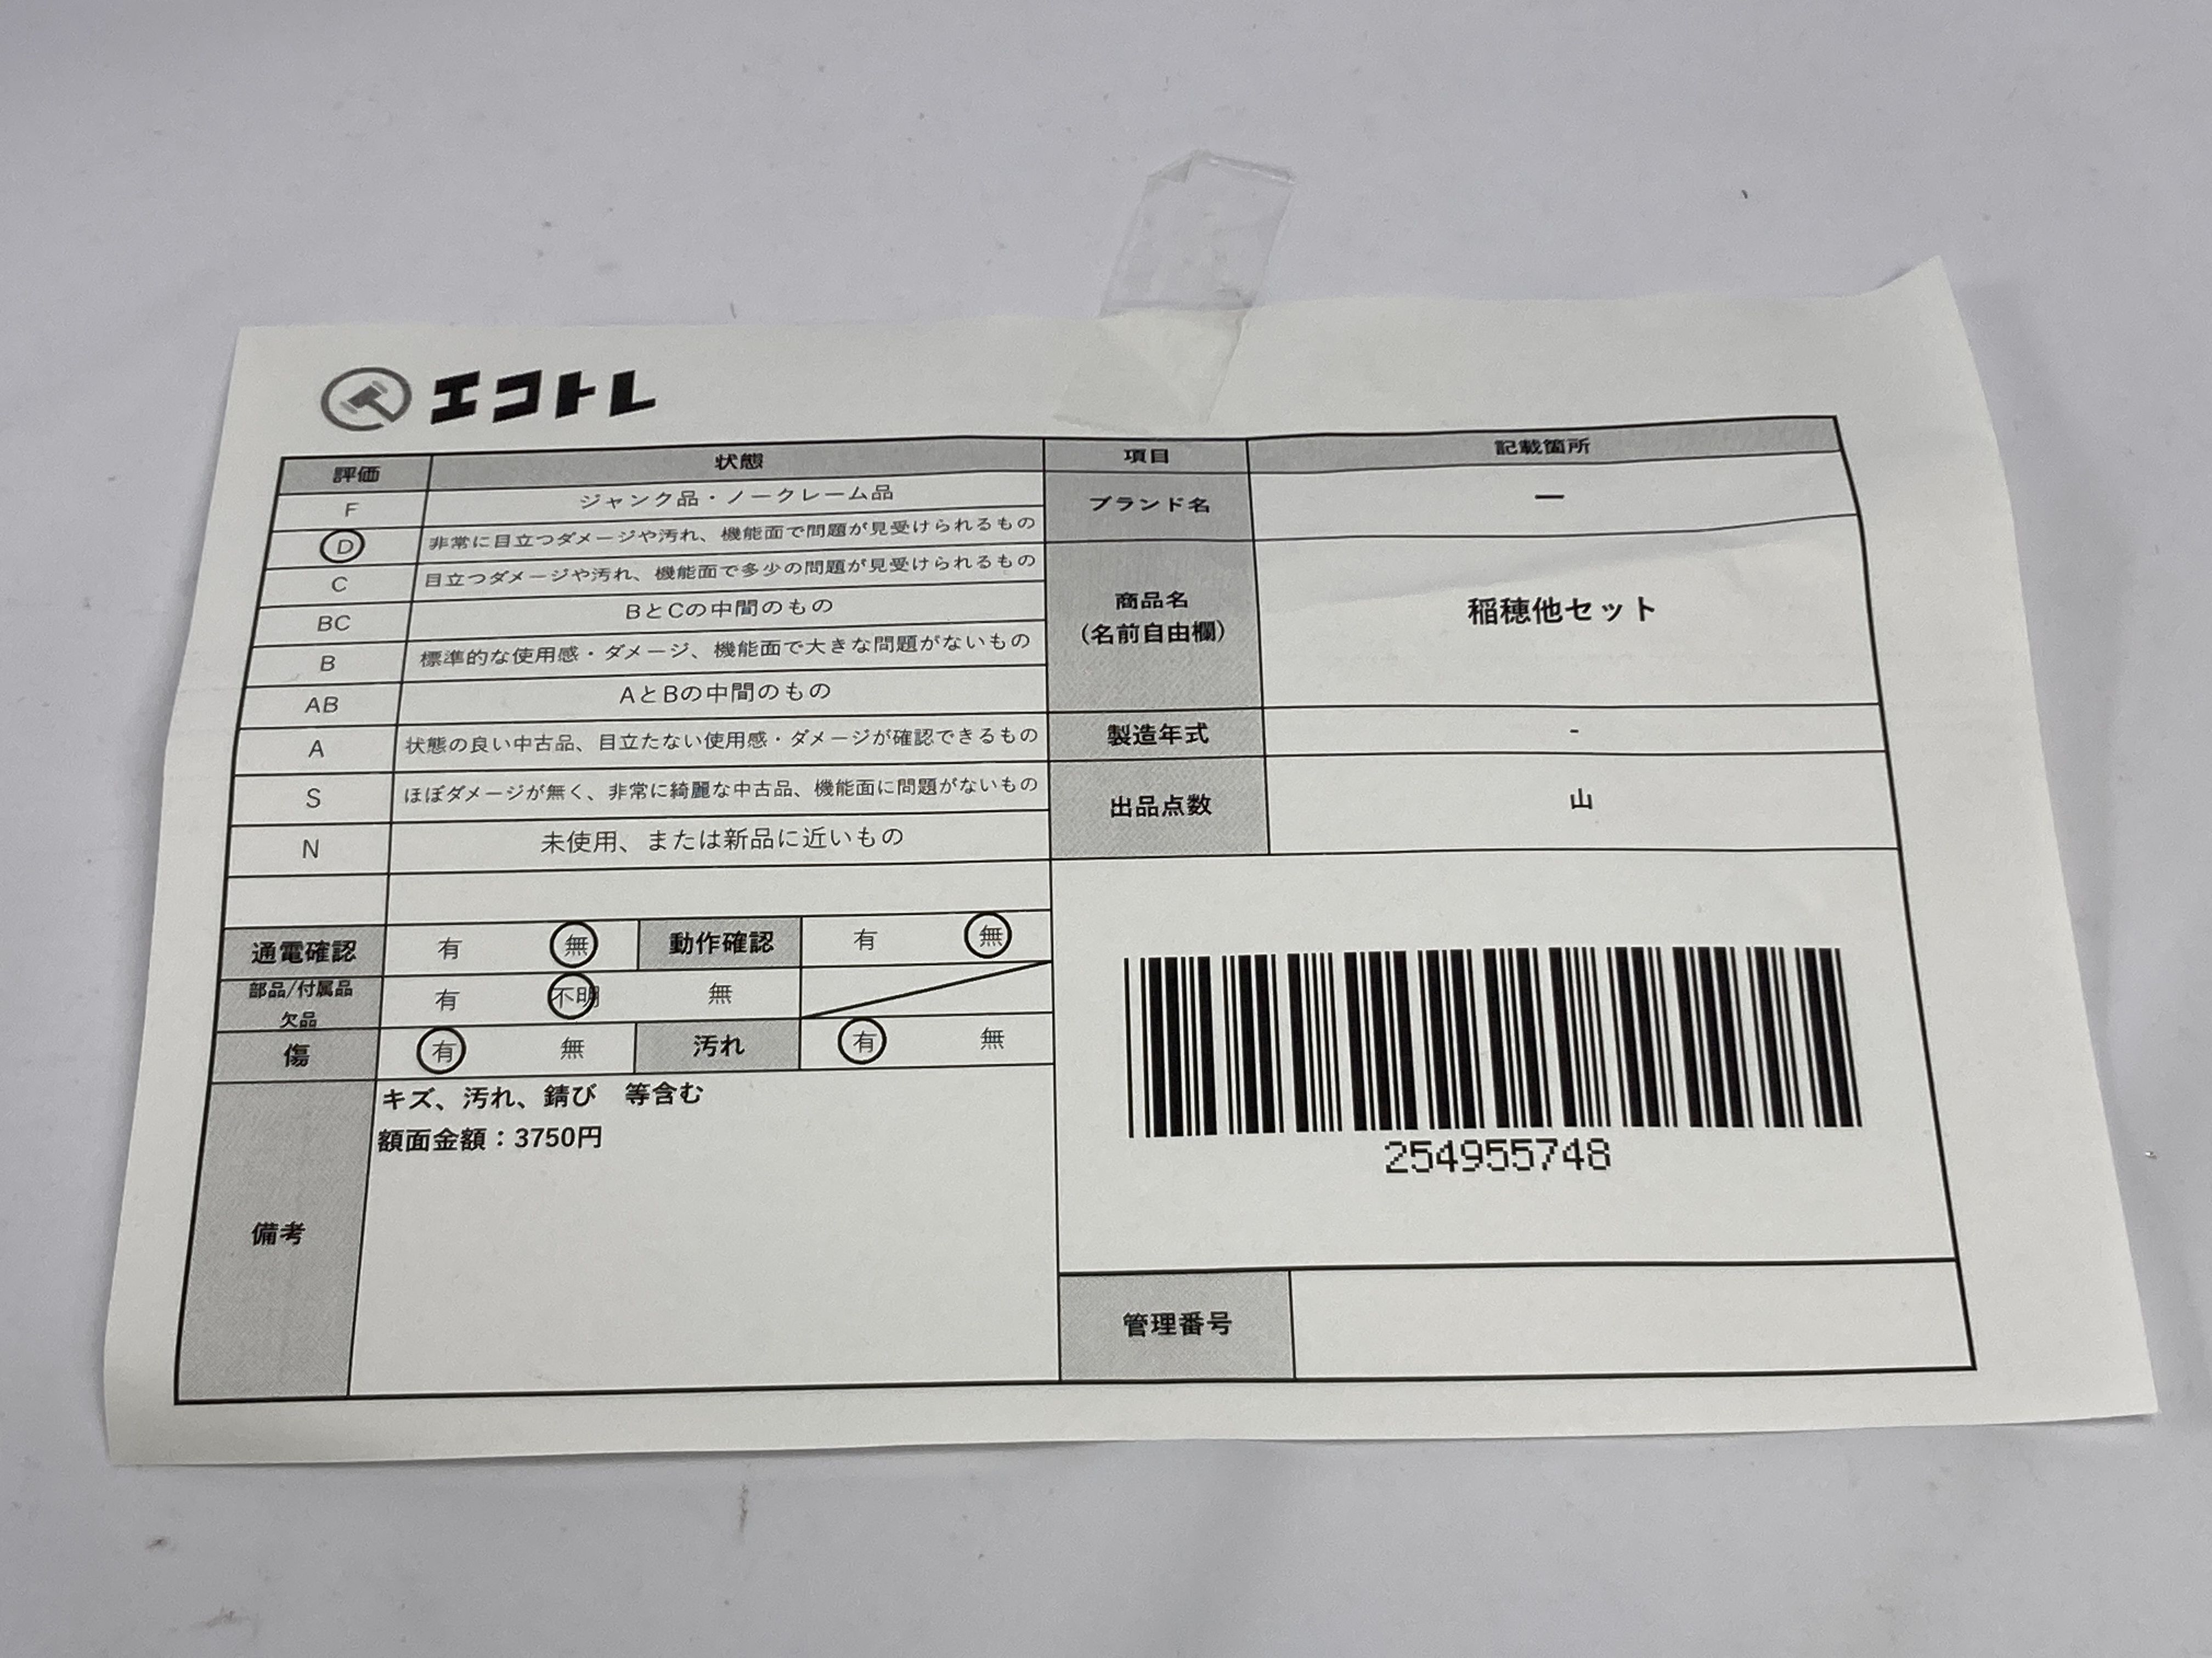 エコトレ
評価 状態 項目 記載箇所
F ジャンク品・ノークレーム品
D 非常に目立つダメージや汚れ、機能面で問題が見受けられるもの
C 目立つダメージや汚れ、機能面で多少の問題が見受けられるもの
BC BとCの中間のもの
B 標準的な使用感・ダメージ、機能面で大きな問題がないもの
AB AとBの中間のもの
A 状態の良い中古品、目立たない使用感・ダメージが確認できるもの
S ほぼダメージが無く、非常に綺麗な中古品、機能面に問題がないもの
N 未使用、または新品に近いもの
通電確認 有 無 動作確認 有 無
部品/付属品
欠品 有 不明 無
傷 有 無 汚れ 有 無
備考
キズ、汚れ、錆び 等含む
額面金額：3750円
ブランド名 ー
商品名
（名前自由欄）
稲穂他セット
製造年式 -
出品点数 山
254955748
管理番号